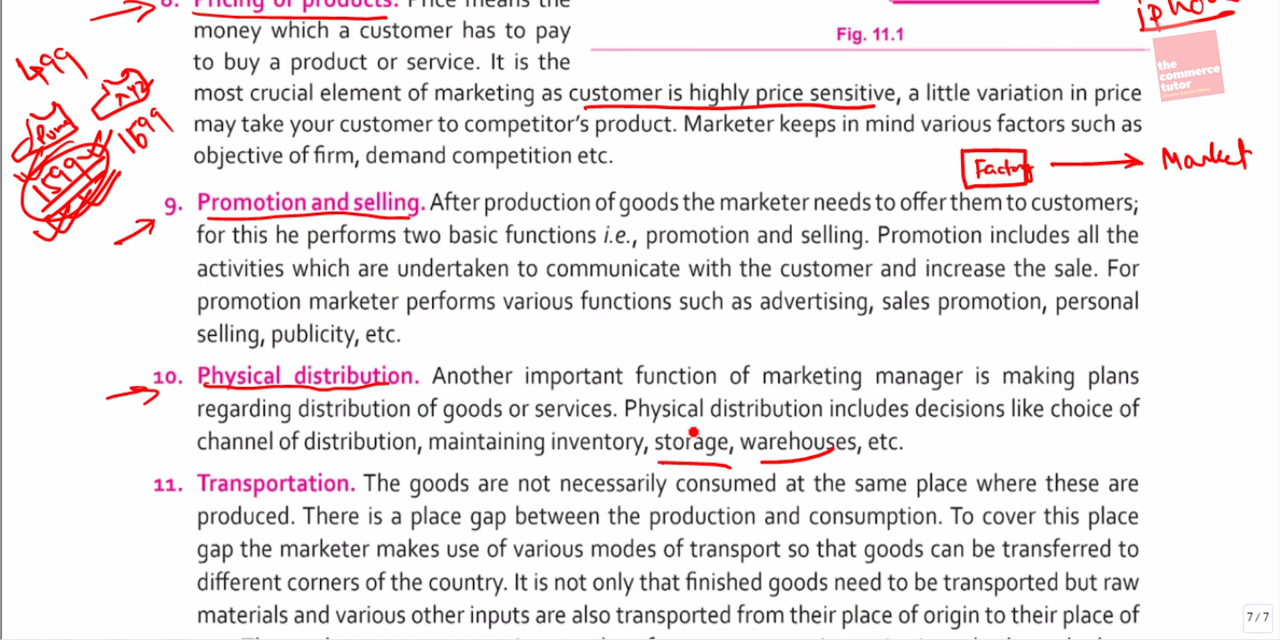 8. Pricing of products. Price means the
money which a customer has to pay
to buy a product or service. It is the
most crucial element of marketing as customer is highly price sensitive, a little variation in price
may take your customer to competitor's product. Marketer keeps in mind various factors such as
objective of firm, demand competition etc.
Fig. 11.1
iphone
the
commerce
tutor
499
XYZ
Puma
1599
1599
Factory
Market
9. Promotion and selling. After production of goods the marketer needs to offer them to customers;
for this he performs two basic functions i.e., promotion and selling. Promotion includes all the
activities which are undertaken to communicate with the customer and increase the sale. For
promotion marketer performs various functions such as advertising, sales promotion, personal
selling, publicity, etc.
10. Physical distribution. Another important function of marketing manager is making plans
regarding distribution of goods or services. Physical distribution includes decisions like choice of
channel of distribution, maintaining inventory, storage, warehouses, etc.
11. Transportation. The goods are not necessarily consumed at the same place where these are
produced. There is a place gap between the production and consumption. To cover this place
gap the marketer makes use of various modes of transport so that goods can be transferred to
different corners of the country. It is not only that finished goods need to be transported but raw
materials and various other inputs are also transported from their place of origin to their place of
7 / 7